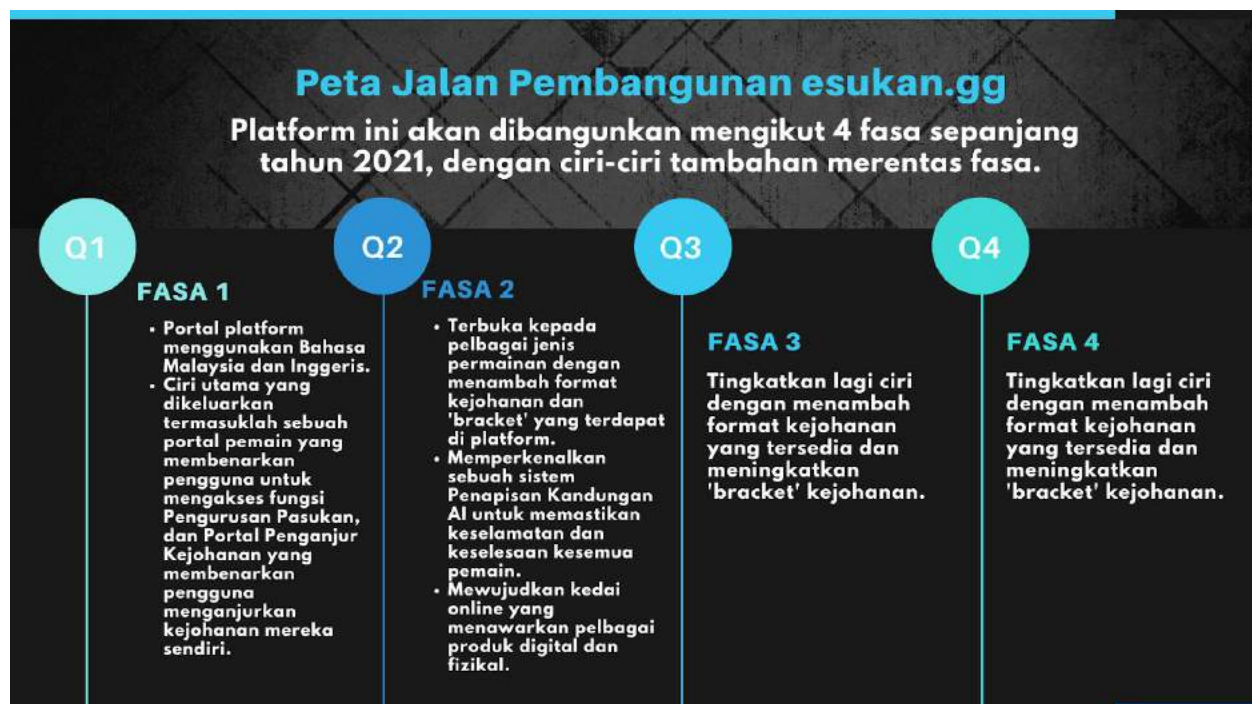 Peta Jalan Pembangunan esukan.gg
Platform ini akan dibangunkan mengikut 4 fasa sepanjang
tahun 2021, dengan ciri-ciri tambahan merentas fasa.
Q1
FASA 1
• Portal platform
menggunakan Bahasa
Malaysia dan Inggeris.
• Ciri utama yang
dikeluarkan
termasuklah sebuah
portal pemain yang
membenarkan
pengguna untuk
mengakses fungsi
Pengurusan Pasukan,
dan Portal Penganjur
Kejohanan yang
membenarkan
pengguna
menganjurkan
kejohanan mereka
sendiri.
Q2
FASA 2
• Terbuka kepada
pelbagai jenis
permainan dengan
menambah format
kejohanan dan
'bracket' yang terdapat
di platform.
• Memperkenalkan
sebuah sistem
Penapisan Kandungan
AI untuk memastikan
keselamatan dan
keselesaan kesemua
pemain.
• Mewujudkan kedai
online yang
menawarkan pelbagai
produk digital dan
fizikal.
Q3
FASA 3
Tingkatkan lagi ciri
dengan menambah
format kejohanan
yang tersedia dan
meningkatkan
'bracket' kejohanan.
Q4
FASA 4
Tingkatkan lagi ciri
dengan menambah
format kejohanan
yang tersedia dan
meningkatkan
'bracket' kejohanan.